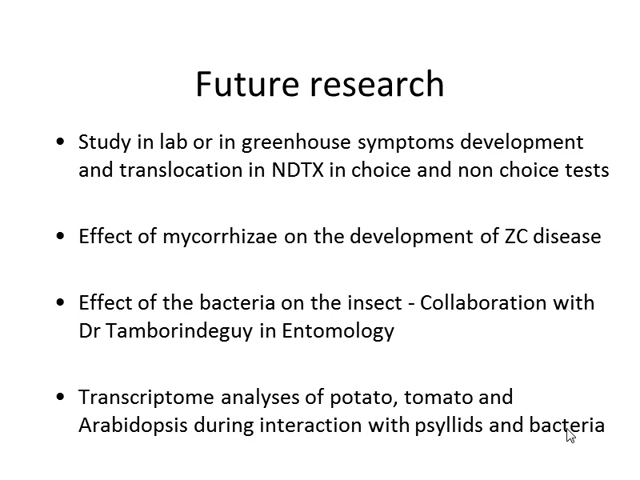 Future research
• Study in lab or in greenhouse symptoms development
and translocation in NDTX in choice and non choice tests
• Effect of mycorrhizae on the development of ZC disease
• Effect of the bacteria on the insect - Collaboration with
Dr Tamborindeguy in Entomology
• Transcriptome analyses of potato, tomato and
Arabidopsis during interaction with psyllids and bacteria